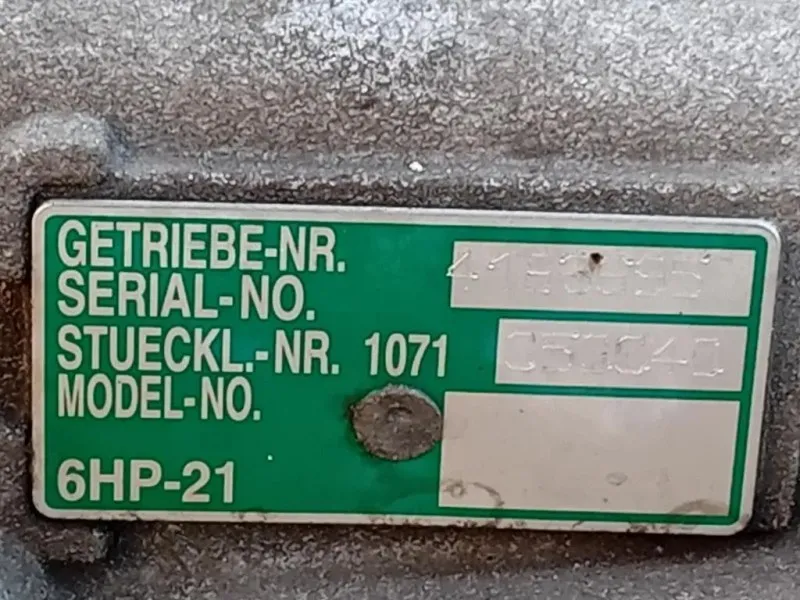 GETRIEBE-NR.
SERIAL-NO.
STUECKL.-NR. 1071
MODEL-NO.
6HP-21